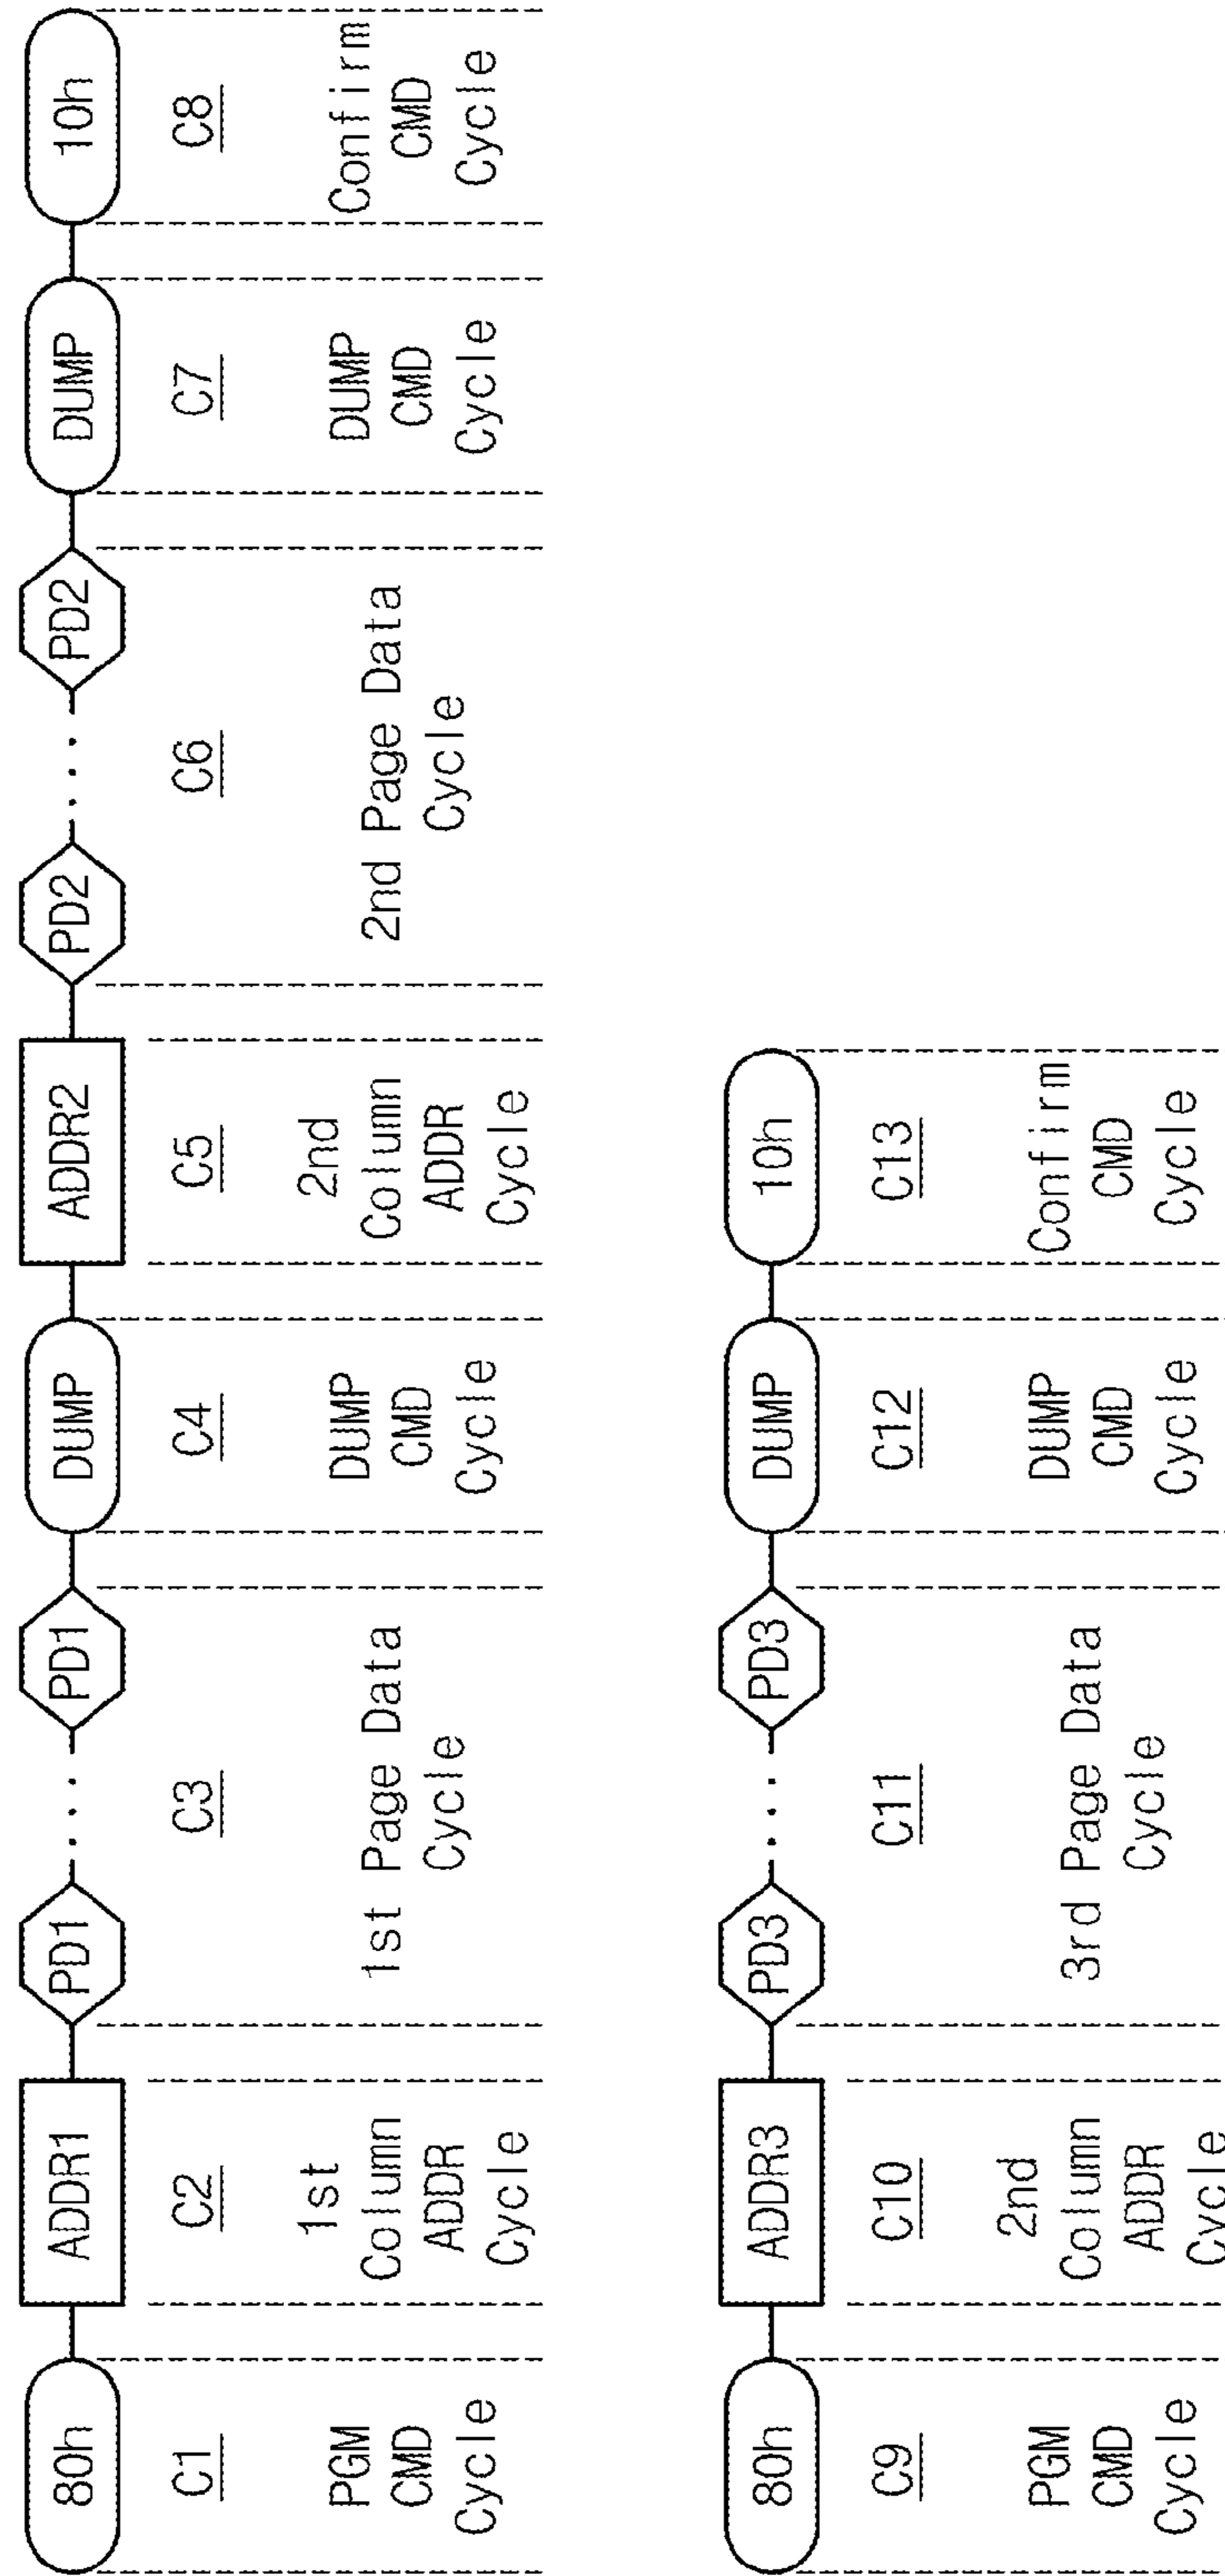 80h ADDR1 PD1 ... PD1 DUMP ADDR2 PD2 ... PD2 DUMP 10h
C1 C2 C3 C4 C5 C6 C7 C8
PGM
CMD
Cycle
1st
Column
ADDR
Cycle
1st Page Data
Cycle
DUMP
CMD
Cycle
2nd
Column
ADDR
Cycle
2nd Page Data
Cycle
DUMP
CMD
Cycle
Confirm
CMD
Cycle
80h ADDR3 PD3 ... PD3 DUMP 10h
C9 C10 C11 C12 C13
PGM
CMD
Cycle
2nd
Column
ADDR
Cycle
3rd Page Data
Cycle
DUMP
CMD
Cycle
Confirm
CMD
Cycle